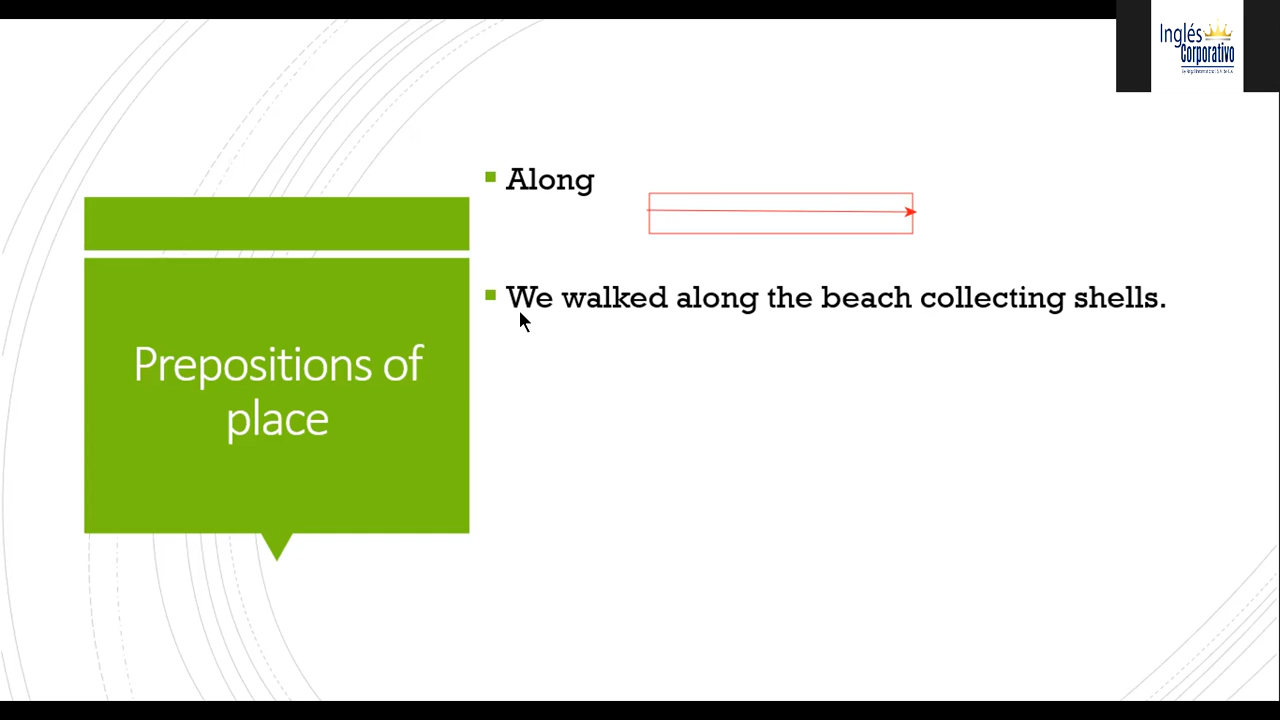 Inglés
Corporativo
Along
We walked along the beach collecting shells.
Prepositions of
place